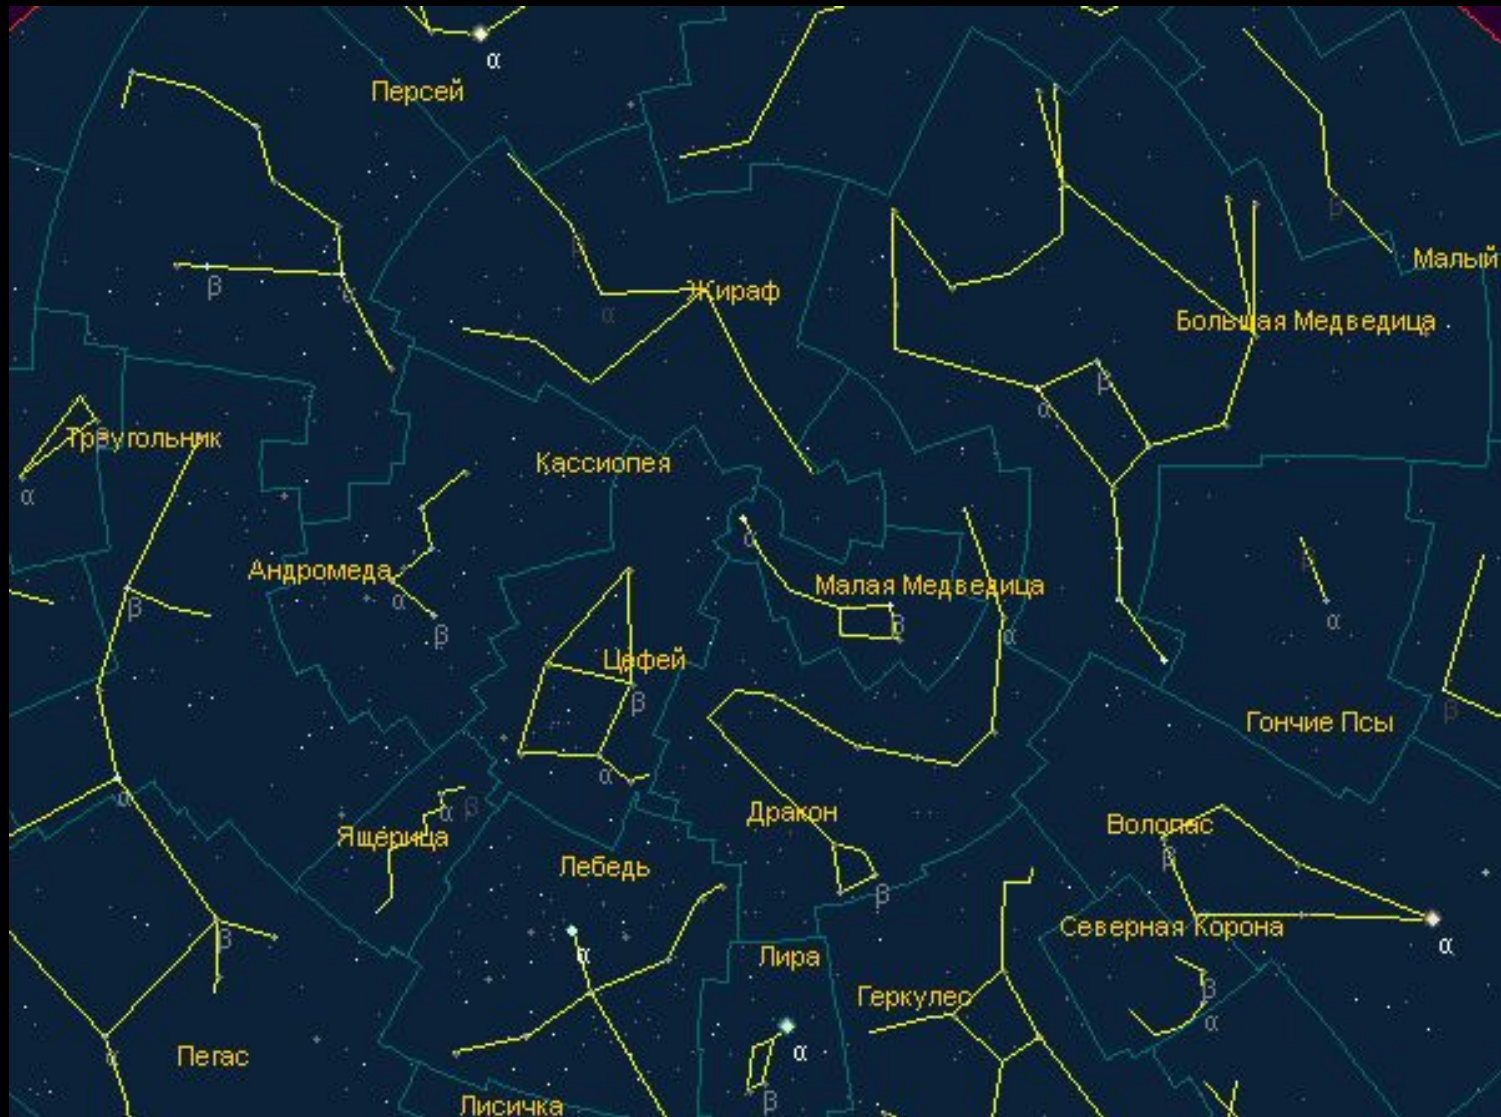 α
Персей
β
α
β
Малый
β
Жираф
α
Большая Медведица
β
α
Треугольник
β
Кассиопея
α
α
β
Андромеда
Малая Медведица
α
β
α
β
β
α
Цефей
β
Гончие Псы
β
α
α
α
β
Дракон
Ящерица
Волопас
β
Лебедь
β
Северная Корона
α
β
α
Лира
β
Геркулес
α
α
α
Пегас
β
Лисичка